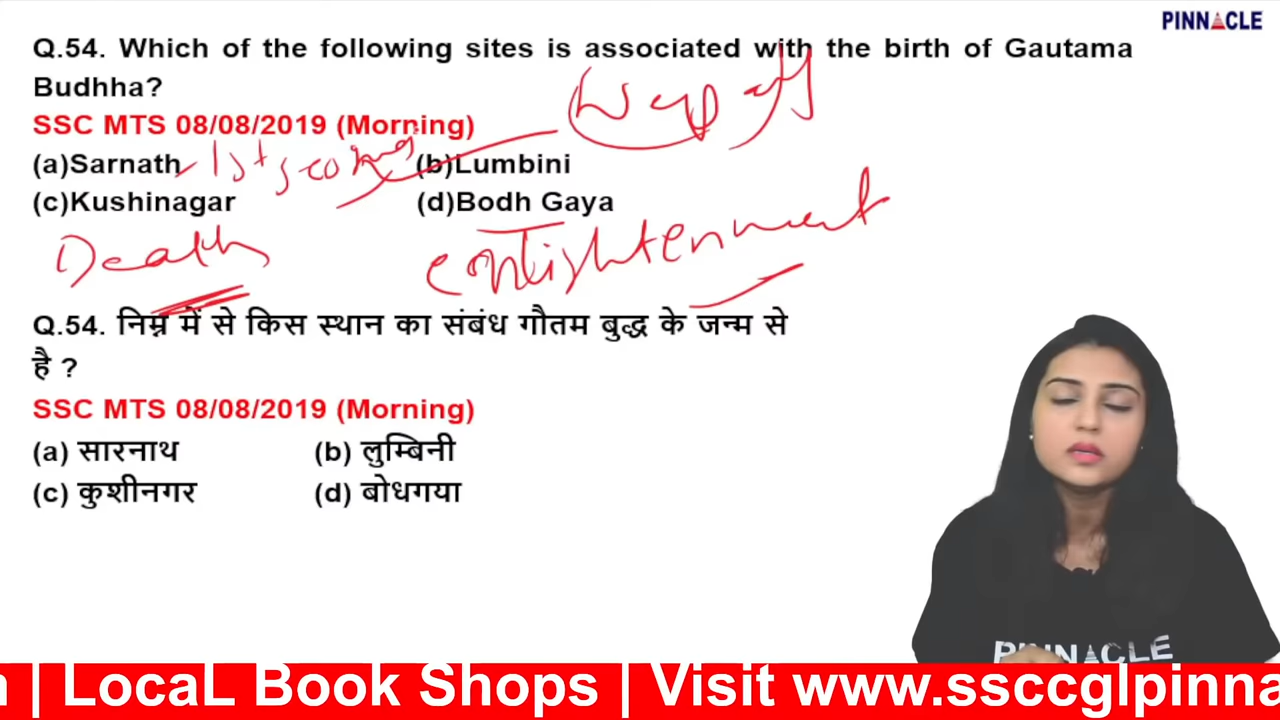 PINNACLE
Q.54. Which of the following sites is associated with the birth of Gautama
Budhha?
SSC MTS 08/08/2019 (Morning)
(a)Sarnath (b)Lumbini
(c)Kushinagar (d)Bodh Gaya
Death enlightenment
Q.54. निम्न में से किस स्थान का संबंध गौतम बुद्ध के जन्म से
है ?
SSC MTS 08/08/2019 (Morning)
(a) सारनाथ (b) लुम्बिनी
(c) कुशीनगर (d) बोधगया
PINNACLE
| LocaL Book Shops | Visit www.ssccglpinna